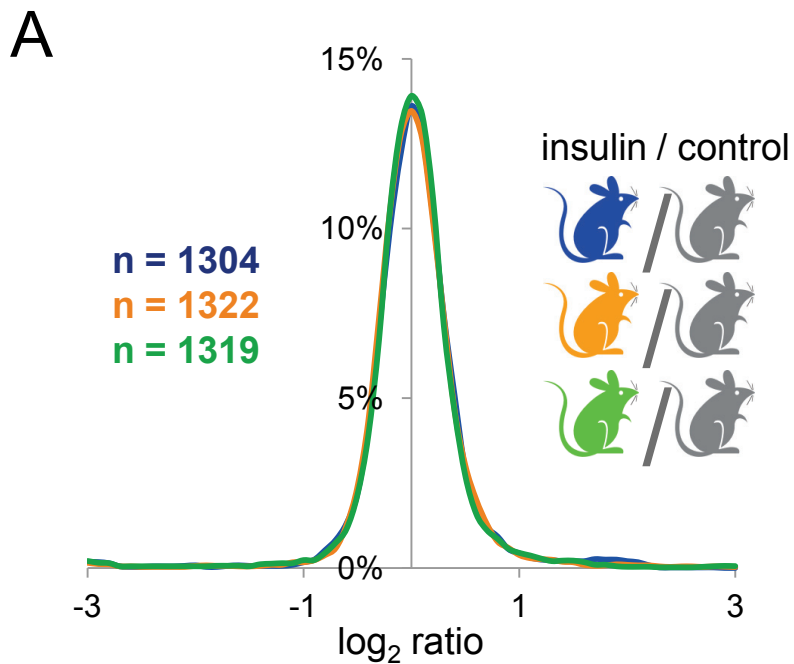 A
15%
insulin / control
10%
n = 1304
n = 1322
n = 1319
5%
0%
-3
-1
1
3
log₂ ratio